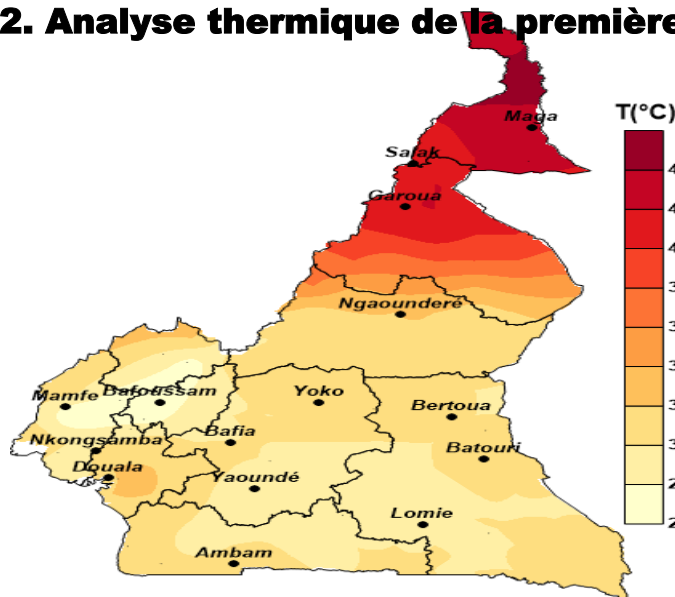 2. Analyse thermique de la première
T(°C)
Maga
Salak
Garoua
Ngaounderé
Mamfe
Bafoussam
Yoko
Bertoua
Nkongsamba
Bafia
Batouri
Douala
Yaoundé
Lomie
Ambam